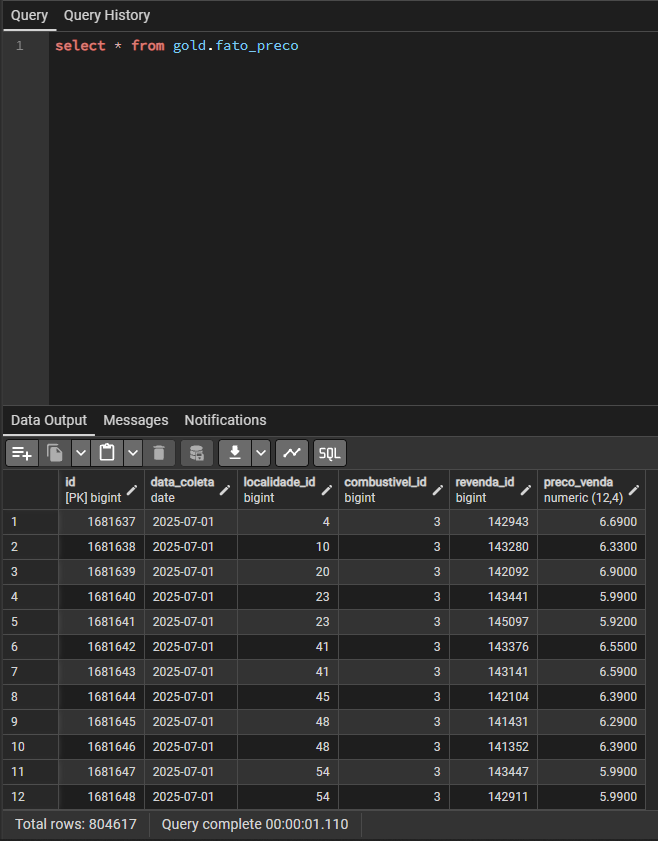 Query Query History
1 select * from gold.fato_preco
Data Output Messages Notifications
SQL
id data_coleta localidade_id combustivel_id revenda_id preco_venda
[PK] bigint date bigint bigint bigint numeric (12,4)
1 1681637 2025-07-01 4 3 142943 6.6900
2 1681638 2025-07-01 10 3 143280 6.3300
3 1681639 2025-07-01 20 3 142092 6.9000
4 1681640 2025-07-01 23 3 143441 5.9900
5 1681641 2025-07-01 23 3 145097 5.9200
6 1681642 2025-07-01 41 3 143376 6.5500
7 1681643 2025-07-01 41 3 143141 6.5900
8 1681644 2025-07-01 45 3 142104 6.3900
9 1681645 2025-07-01 48 3 141431 6.2900
10 1681646 2025-07-01 48 3 141352 6.3900
11 1681647 2025-07-01 54 3 143447 5.9900
12 1681648 2025-07-01 54 3 142911 5.9900
Total rows: 804617 Query complete 00:00:01.110